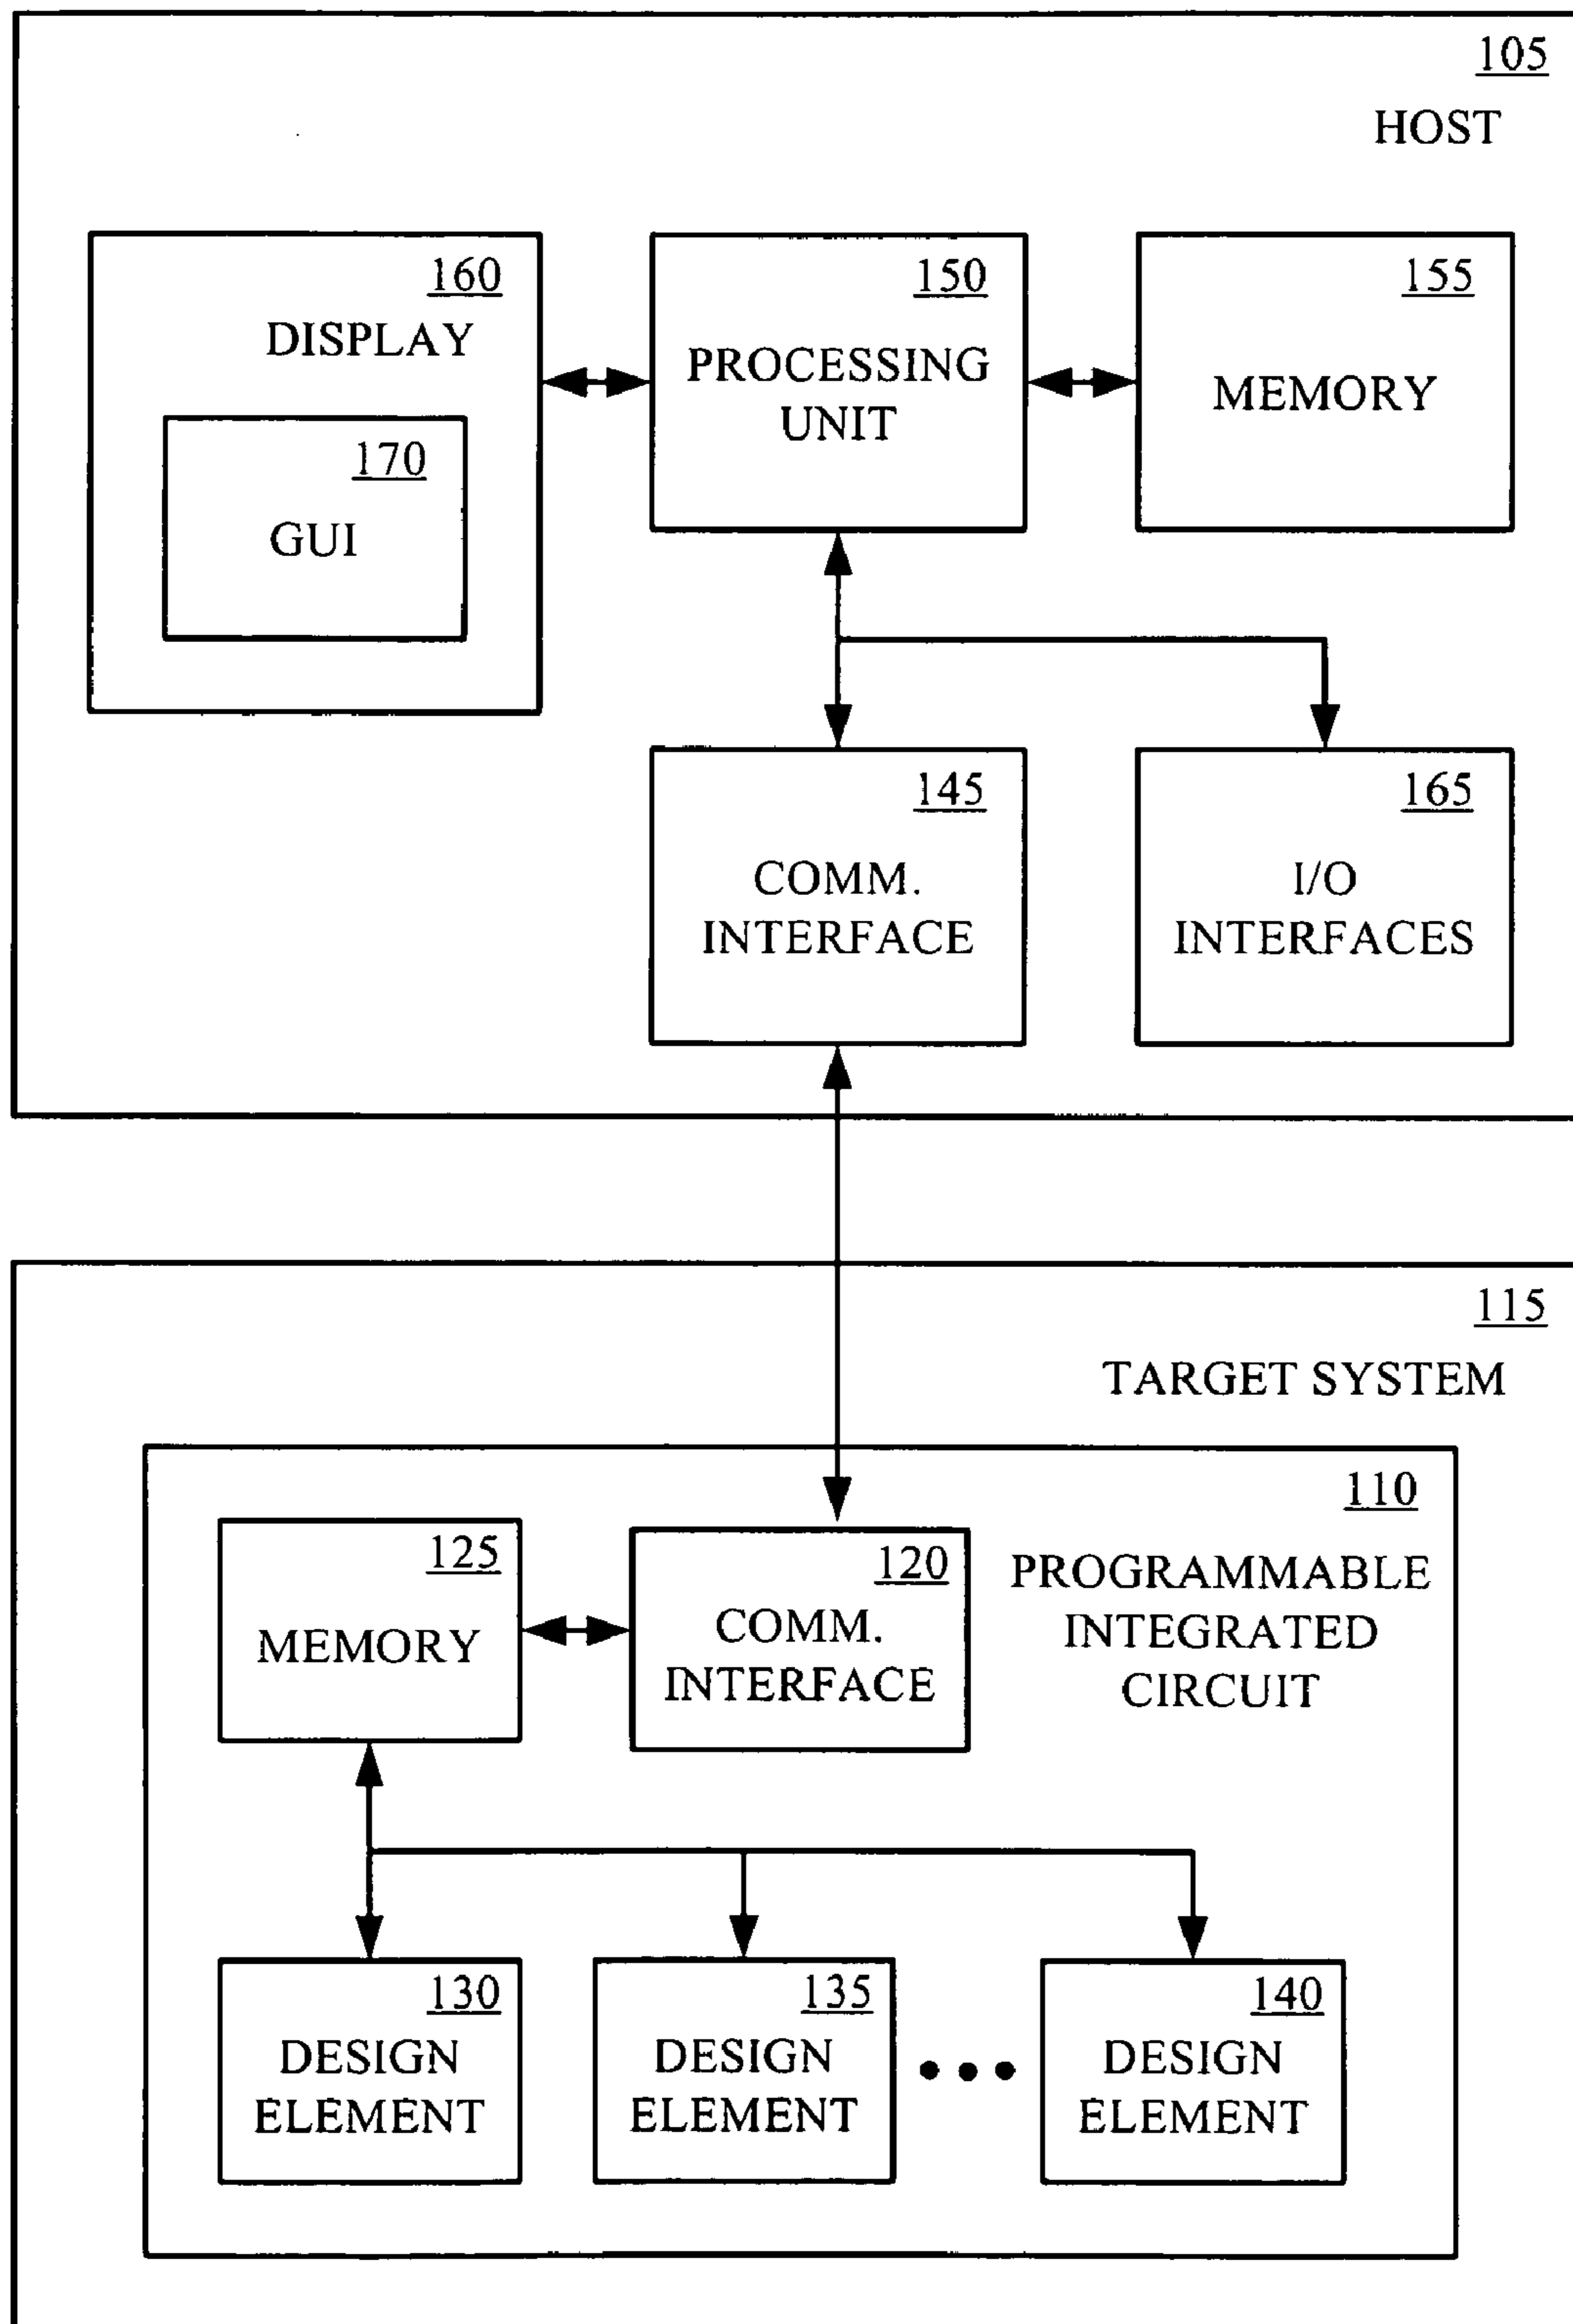 105
HOST
160
DISPLAY
170
GUI
150
PROCESSING
UNIT
155
MEMORY
145
COMM.
INTERFACE
165
I/O
INTERFACES
115
TARGET SYSTEM
110
PROGRAMMABLE
INTEGRATED
CIRCUIT
125
MEMORY
120
COMM.
INTERFACE
130
DESIGN
ELEMENT
135
DESIGN
ELEMENT
140
DESIGN
ELEMENT